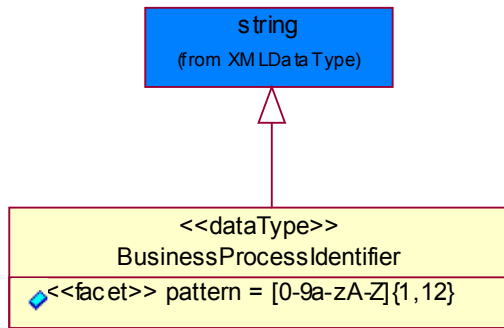 string
(from XMLDataType)
<<dataType>>
BusinessProcessIdentifier
<<facet>> pattern = [0-9a-zA-Z]{1,12}